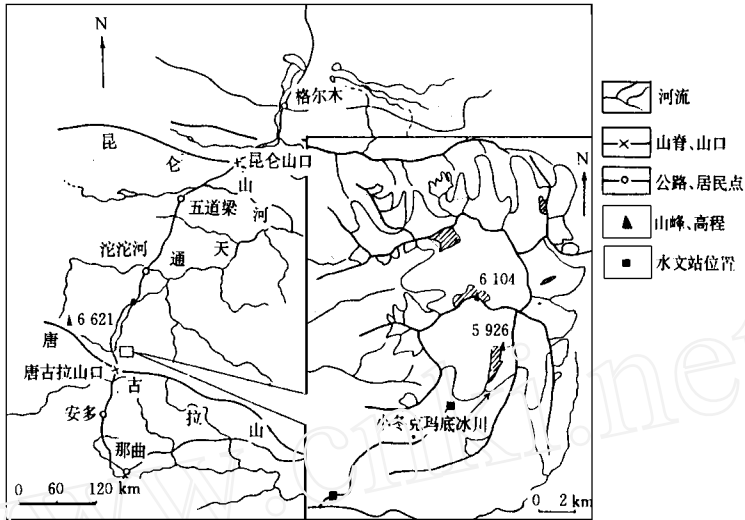 N
格尔木
昆
仑
昆仑山口
山
五道梁
河
沱沱河
通
天
6 621
唐
唐古拉山口
古
安多
拉
山
那曲
0 60 120 km
N
6 104
5 926
小冬克玛底冰川
0 2 km
河流
山脊、山口
公路、居民点
山峰、高程
水文站位置
www.cnki.net